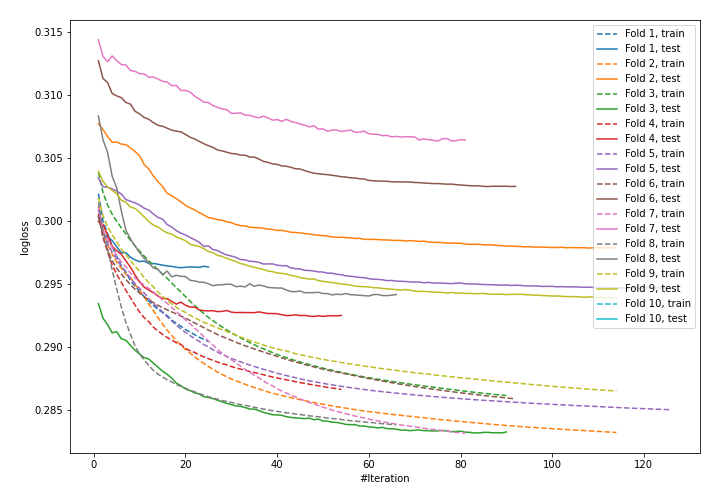 0.315
0.310
0.305
0.300
0.295
0.290
0.285
logloss
0
20
40
60
80
100
120
#Iteration
Fold 1, train
Fold 1, test
Fold 2, train
Fold 2, test
Fold 3, train
Fold 3, test
Fold 4, train
Fold 4, test
Fold 5, train
Fold 5, test
Fold 6, train
Fold 6, test
Fold 7, train
Fold 7, test
Fold 8, train
Fold 8, test
Fold 9, train
Fold 9, test
Fold 10, train
Fold 10, test